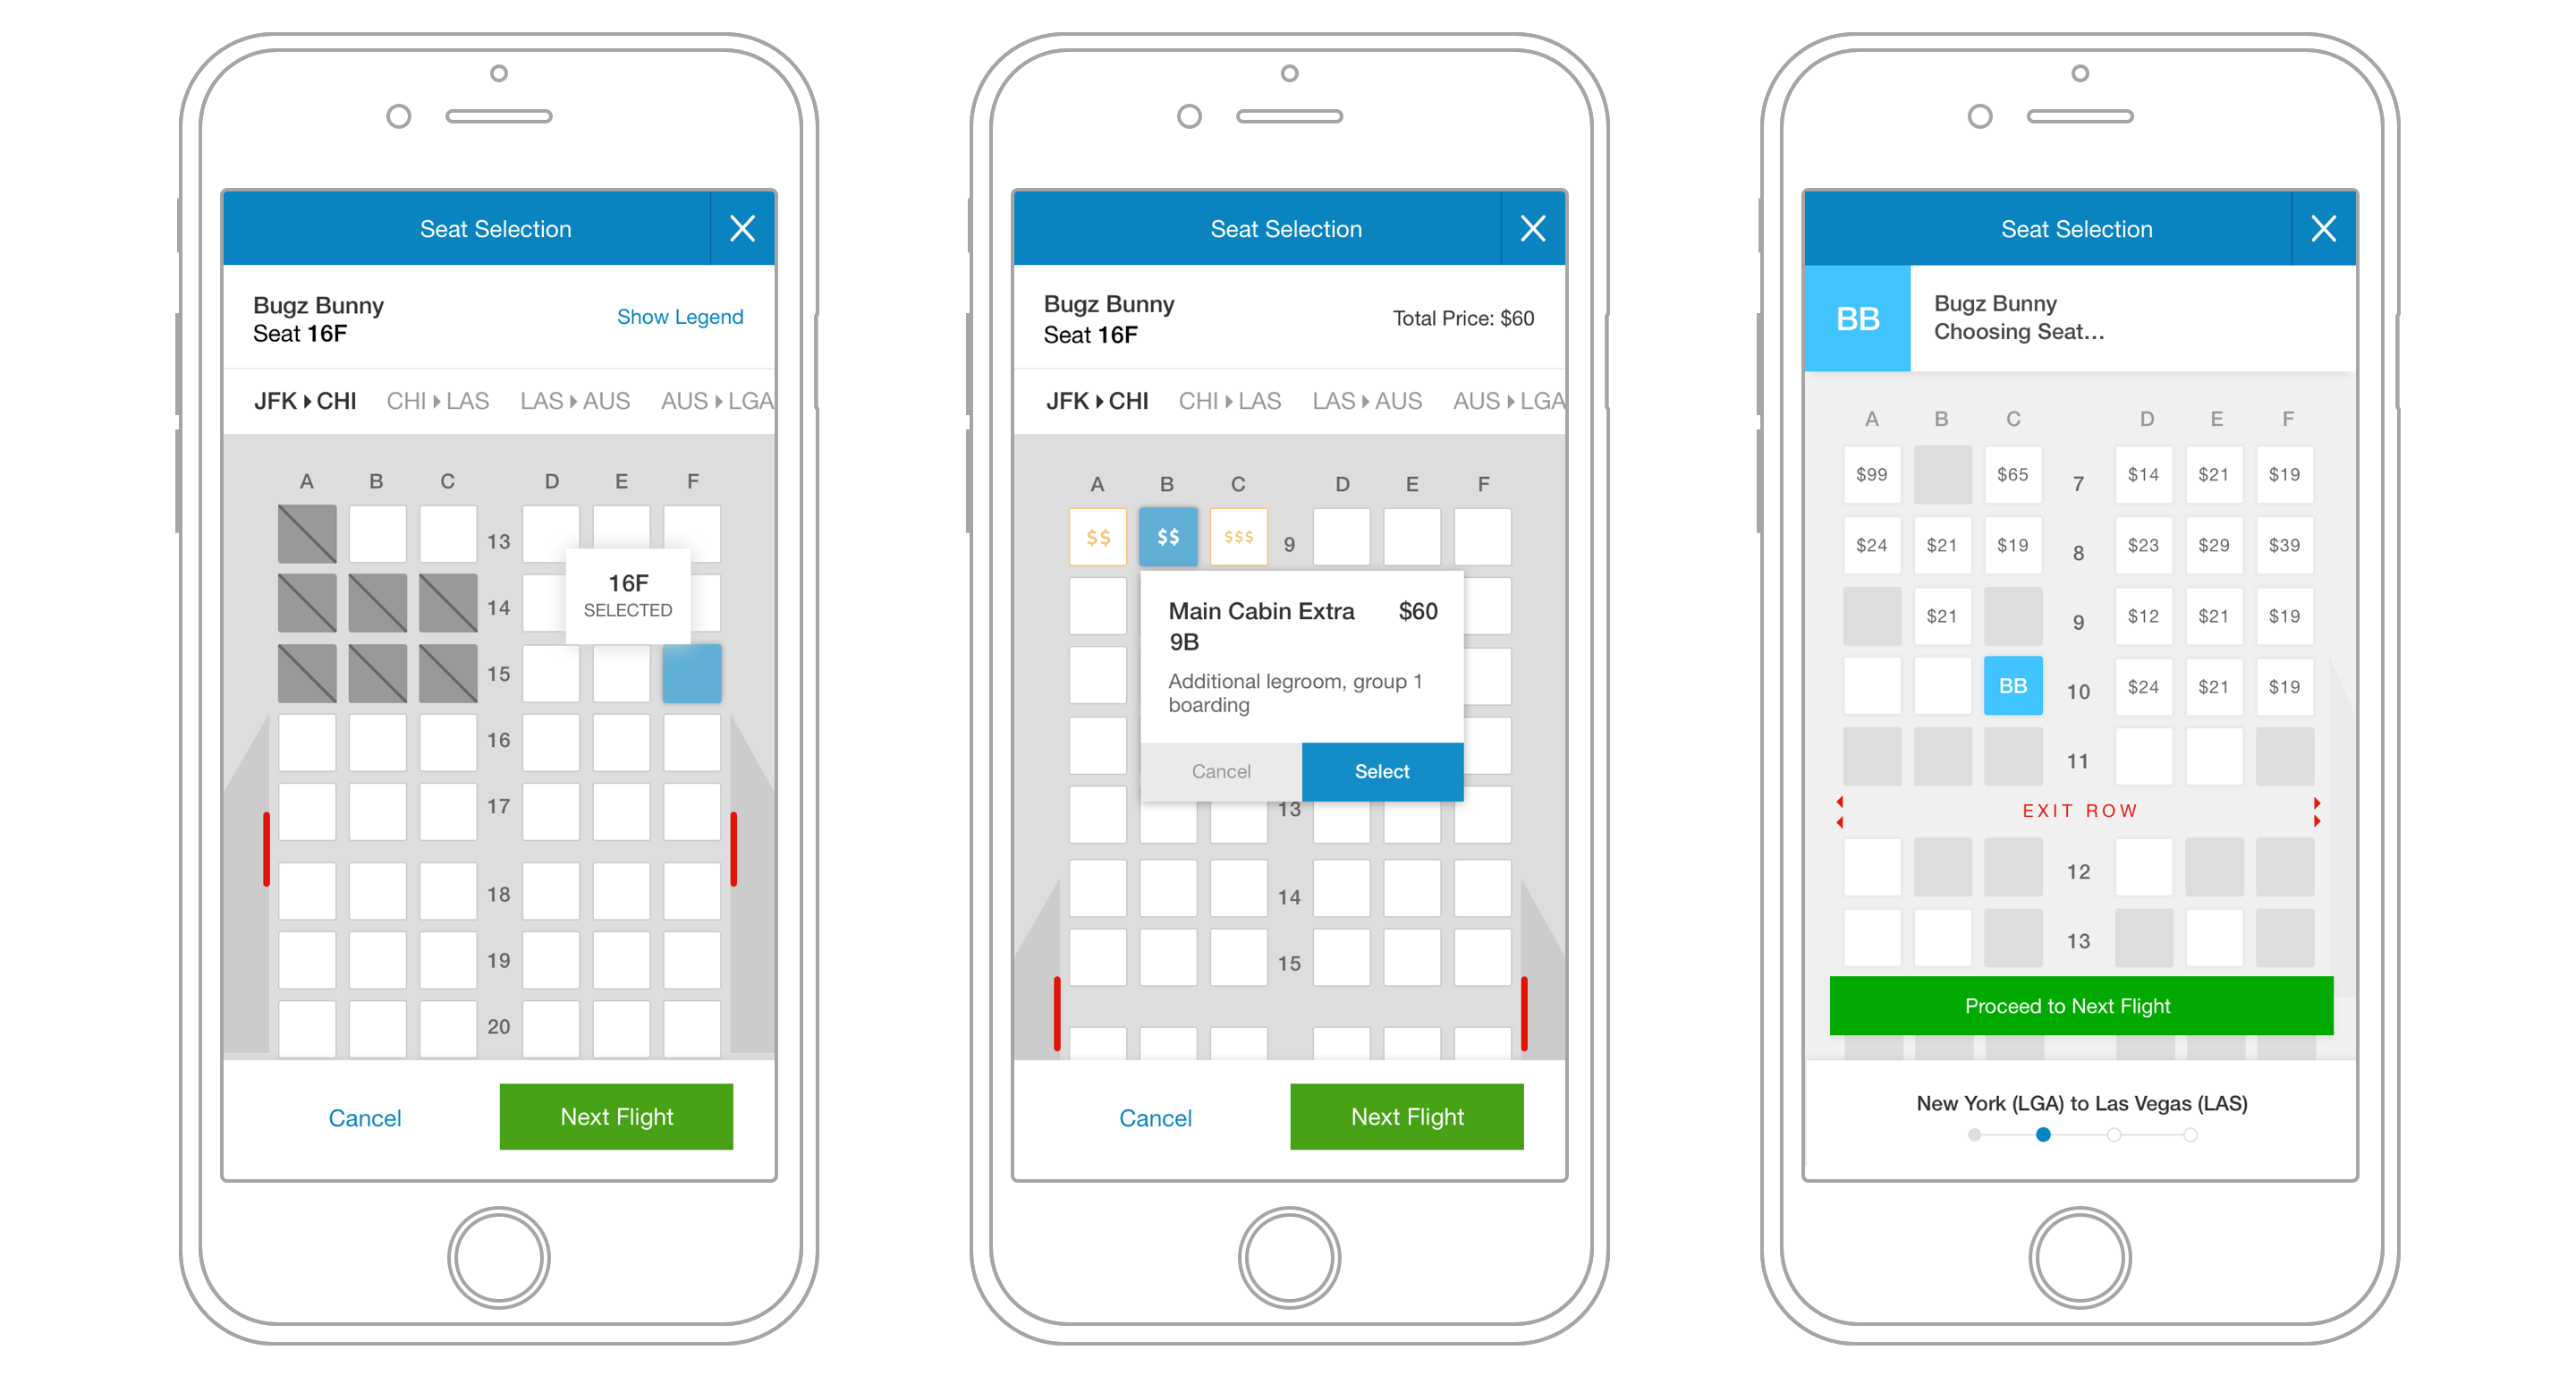 Seat Selection
Bugz Bunny
Seat 16F
Show Legend
JFK CHI CHI LAS LAS AUS AUS LGA
A B C D E F
13
16F
SELECTED
14
15
16
17
18
19
20
Cancel
Next Flight
Seat Selection
Bugz Bunny
Seat 16F
Total Price: $60
JFK CHI CHI LAS LAS AUS AUS LGA
A B C D E F
$$ $$ $$$ 9
Main Cabin Extra $60
9B
Additional legroom, group 1
boarding
Cancel Select
13
14
15
Cancel
Next Flight
Seat Selection
BB
Bugz Bunny
Choosing Seat...
A B C D E F
$99 $65 7 $14 $21 $19
$24 $21 $19 8 $23 $29 $39
$21 9 $12 $21 $19
BB 10 $24 $21 $19
11
EXIT ROW
12
13
Proceed to Next Flight
New York (LGA) to Las Vegas (LAS)